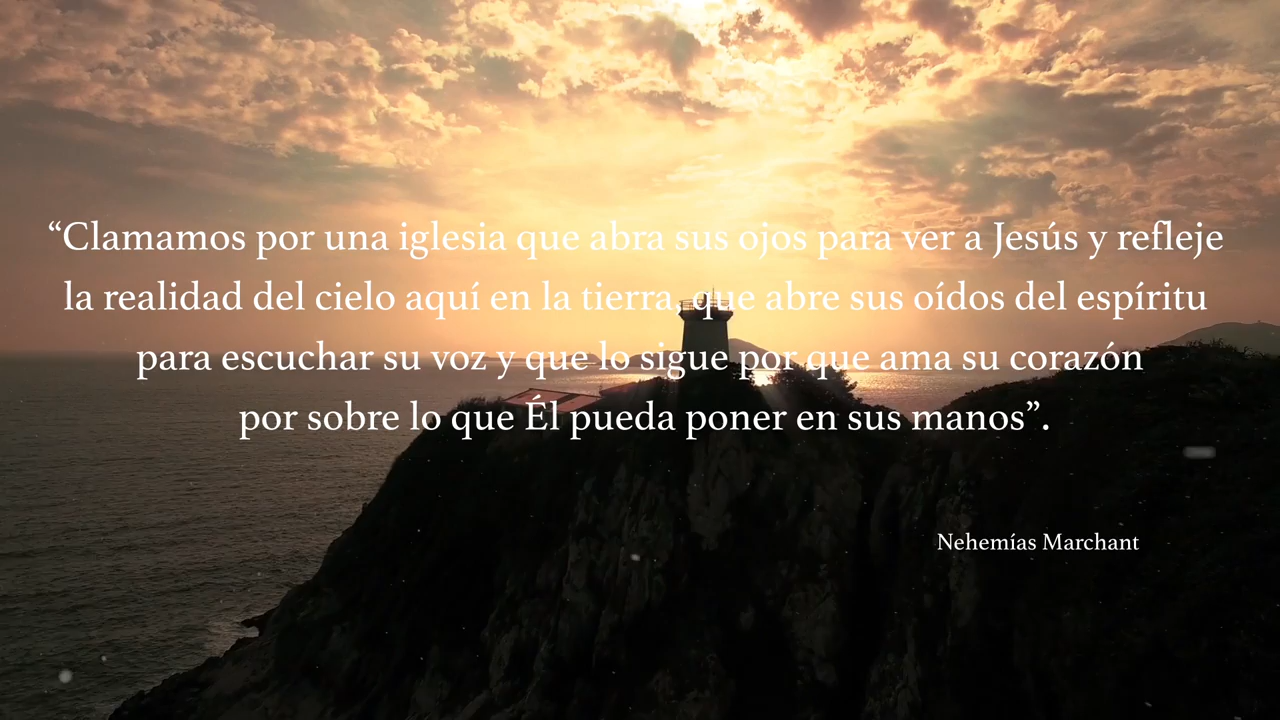 “Clamamos por una iglesia que abra sus ojos para ver a Jesús y refleje
la realidad del cielo aquí en la tierra, que abre sus oídos del espíritu
para escuchar su voz y que lo sigue por que ama su corazón
por sobre lo que Él pueda poner en sus manos”.
Nehemías Marchant